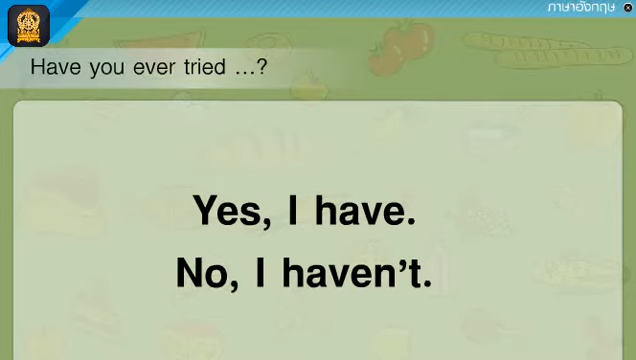 ภาษาอังกฤษ
Have you ever tried ...?
Yes, I have.
No, I haven’t.